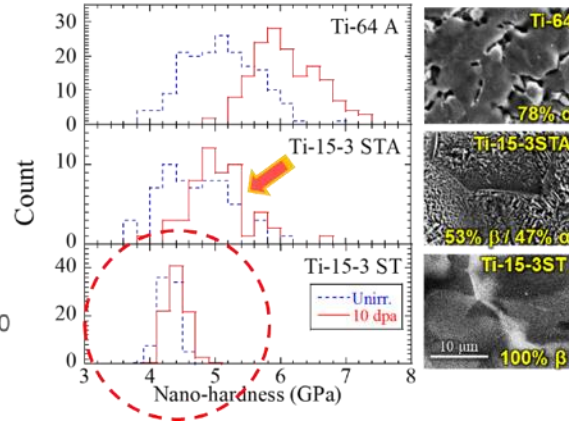 Ti-64 A
30
20
10
0
Ti-15-3 STA
10
0
Ti-15-3 ST
40
20
0
Unirr.
10 dpa
Count
3 4 5 6 7 8
Nano-hardness (GPa)
Ti-64
78% α
Ti-15-3STA
53% β / 47% α
Ti-15-3ST
10 μm
100% β